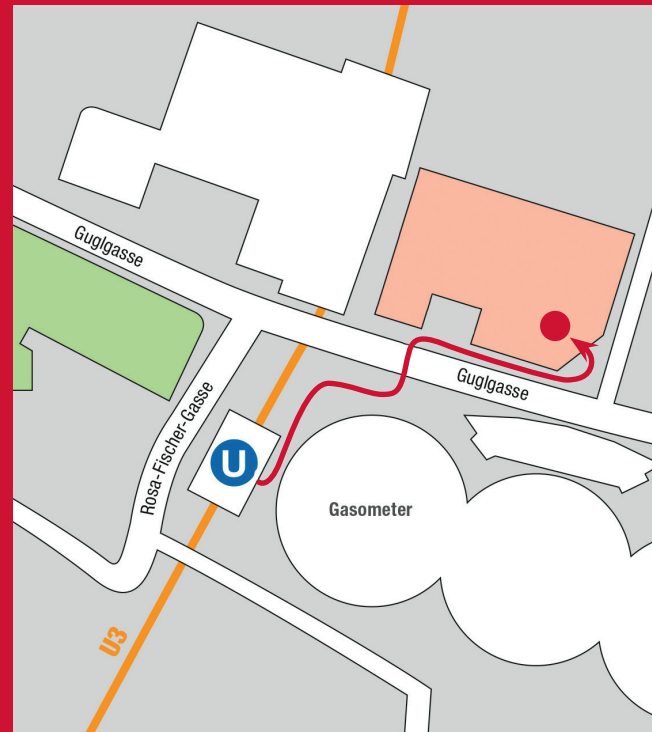 Guglgasse
Guglgasse
Rosa-Fischer-Gasse
U
Gasometer
U3